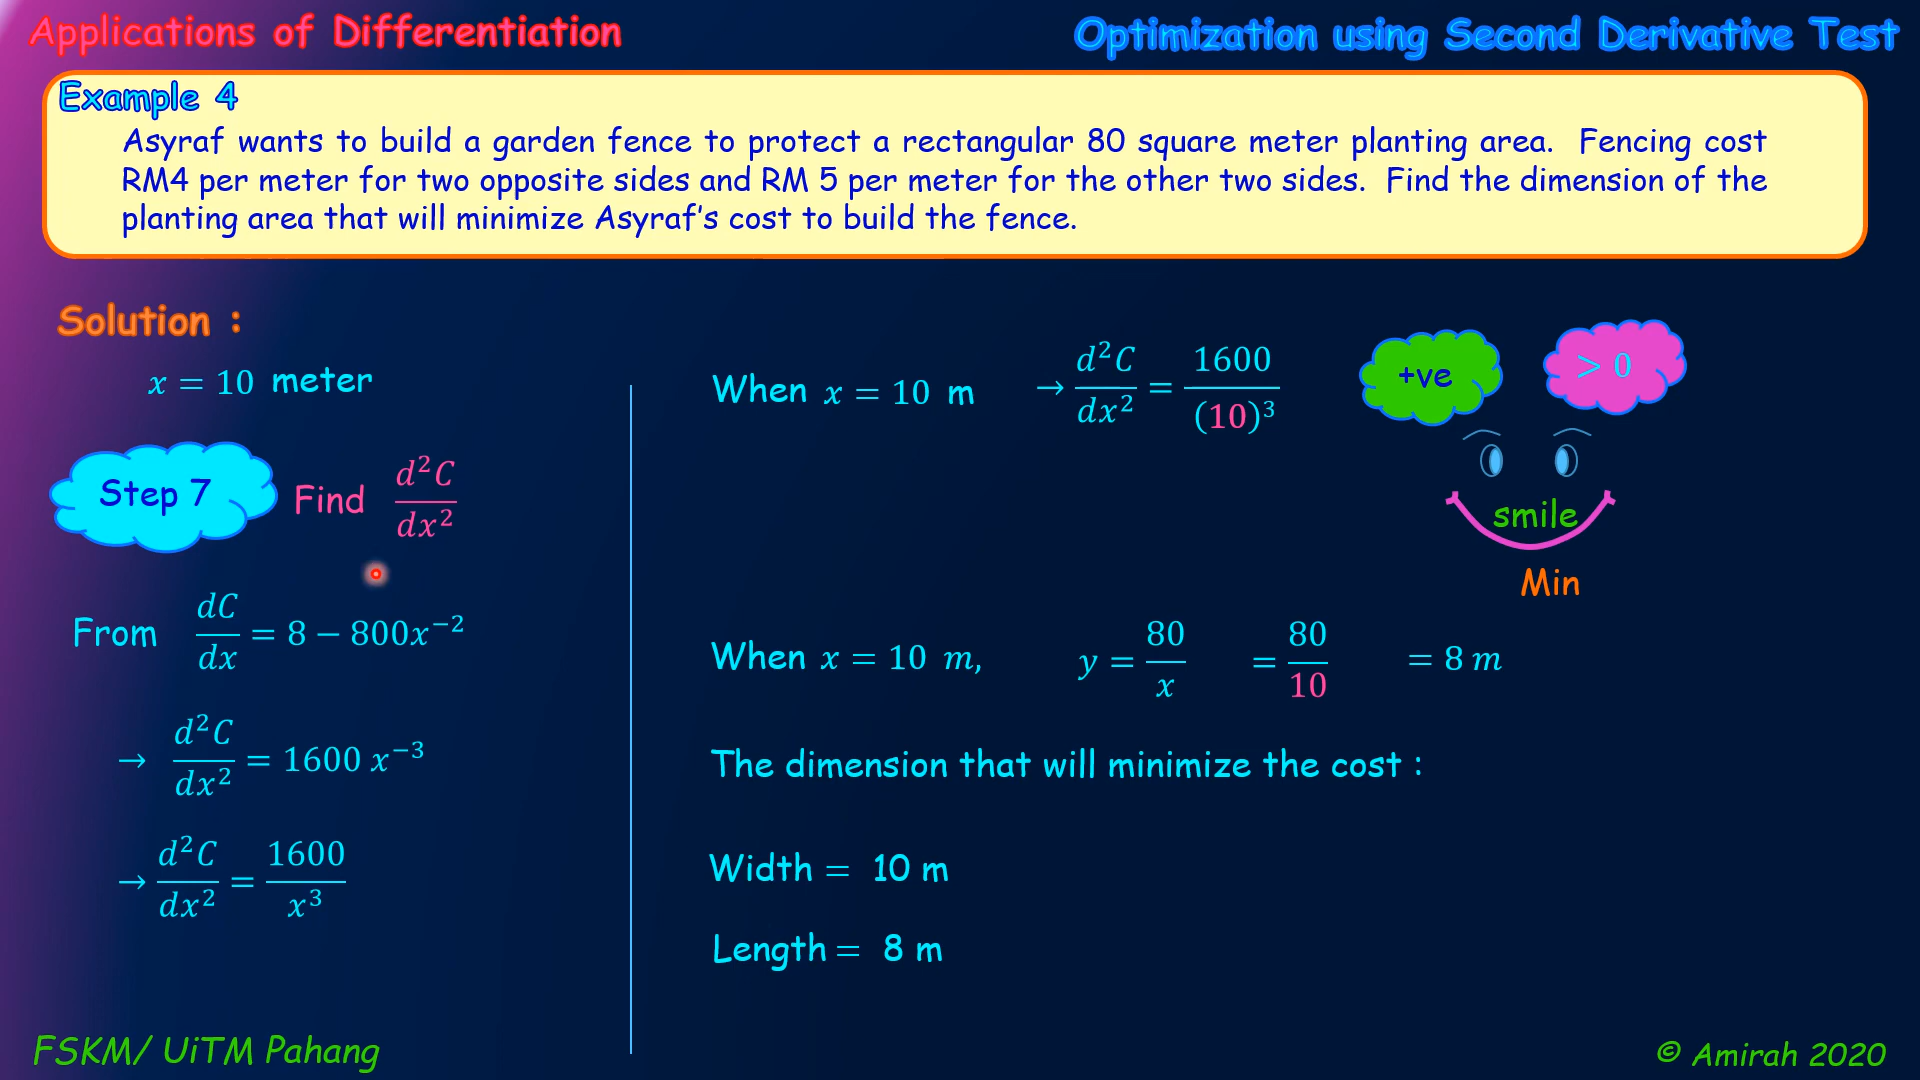 Applications of Differentiation
Optimization using Second Derivative Test
Example 4
Asyraf wants to build a garden fence to protect a rectangular 80 square meter planting area. Fencing cost
RM4 per meter for two opposite sides and RM 5 per meter for the other two sides. Find the dimension of the
planting area that will minimize Asyraf's cost to build the fence.
Solution :
x = 10 meter
Step 7
Find d²C/dx²
From dC/dx = 8 − 800x⁻²
→ d²C/dx² = 1600 x⁻³
→ d²C/dx² = 1600/x³
When x = 10 m → d²C/dx² = 1600/(10)³
+ve
> 0
smile
Min
When x = 10 m, y = 80/x = 80/10 = 8 m
The dimension that will minimize the cost :
Width = 10 m
Length = 8 m
FSKM/ UiTM Pahang
© Amirah 2020